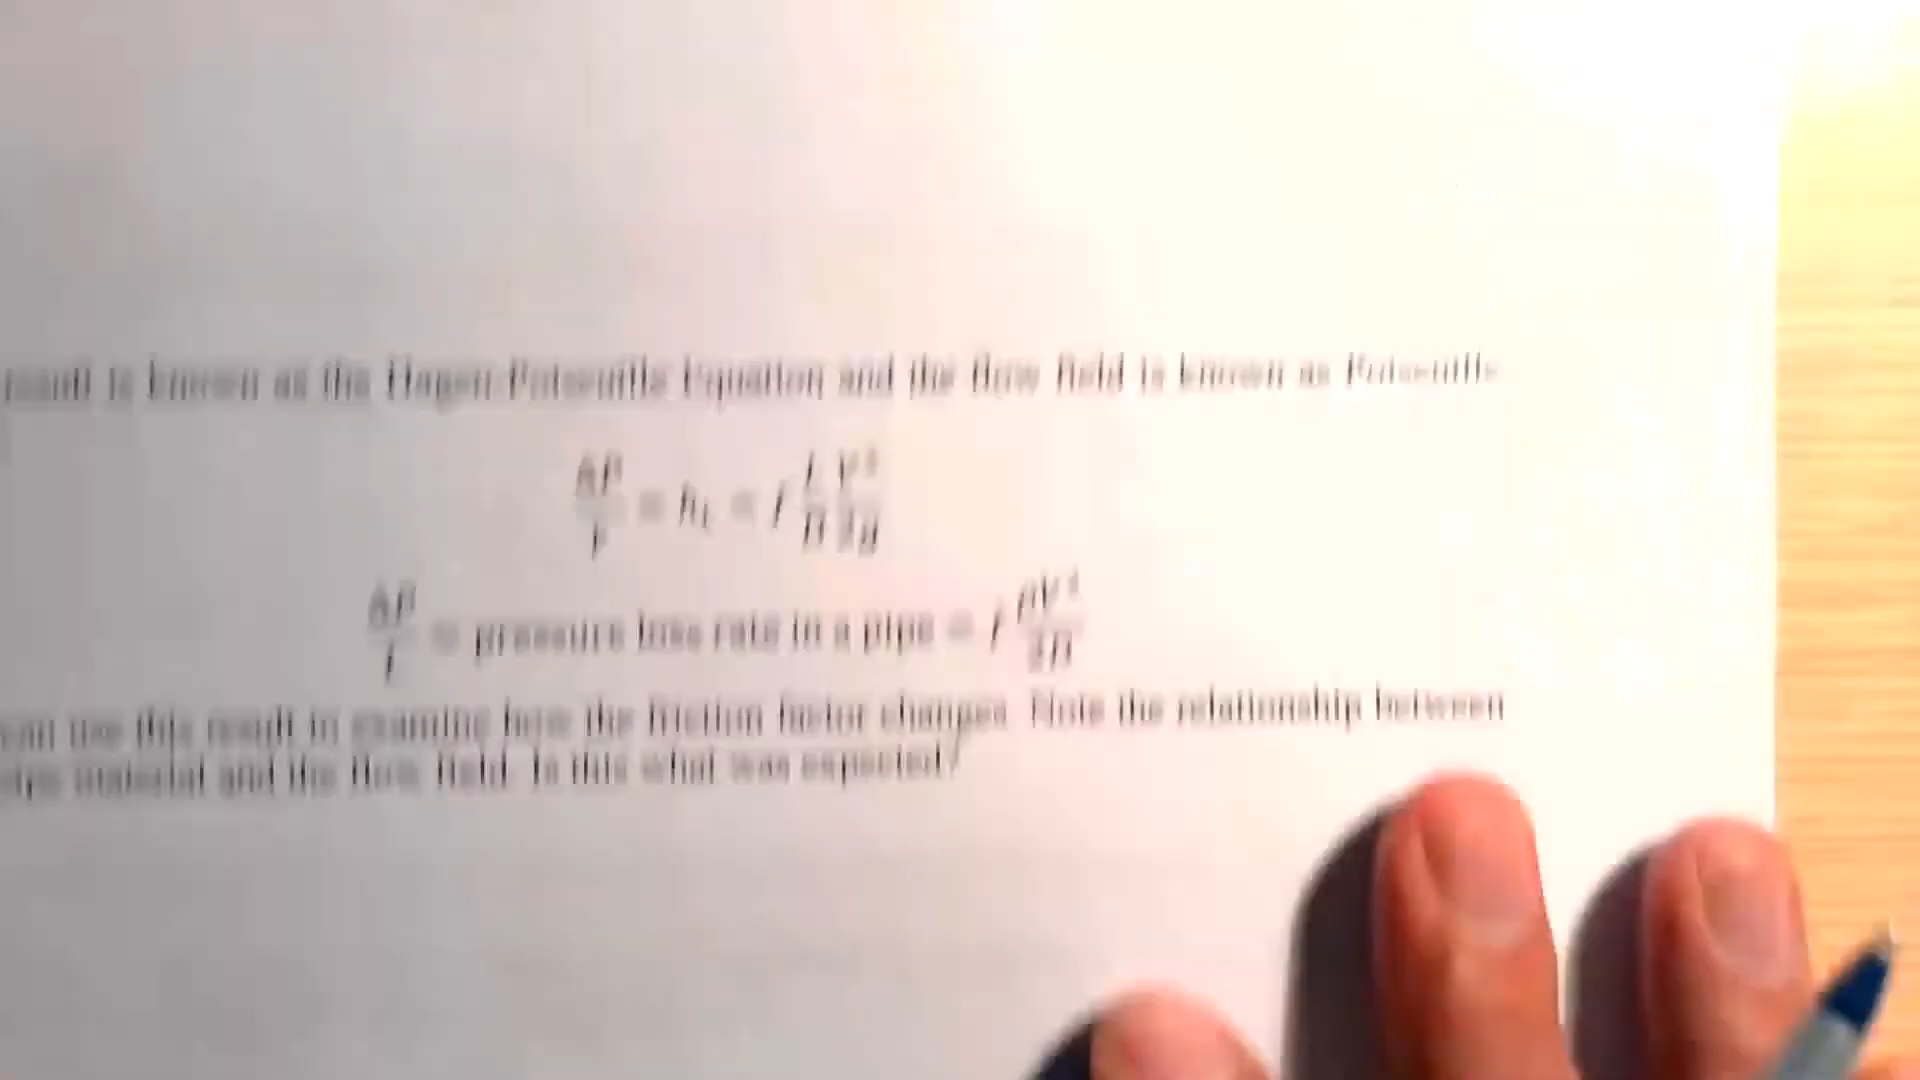 result is known as the Hagen-Poiseuille Equation and the flow field is known as Poiseuille
ΔP/γ = h_L = f L/D V²/2g
ΔP/L = pressure loss rate in a pipe = f ρV²/2D
can use this result in examine how the friction factor changes. Note the relationship between
pipe material and the flow field. Is this what was expected?